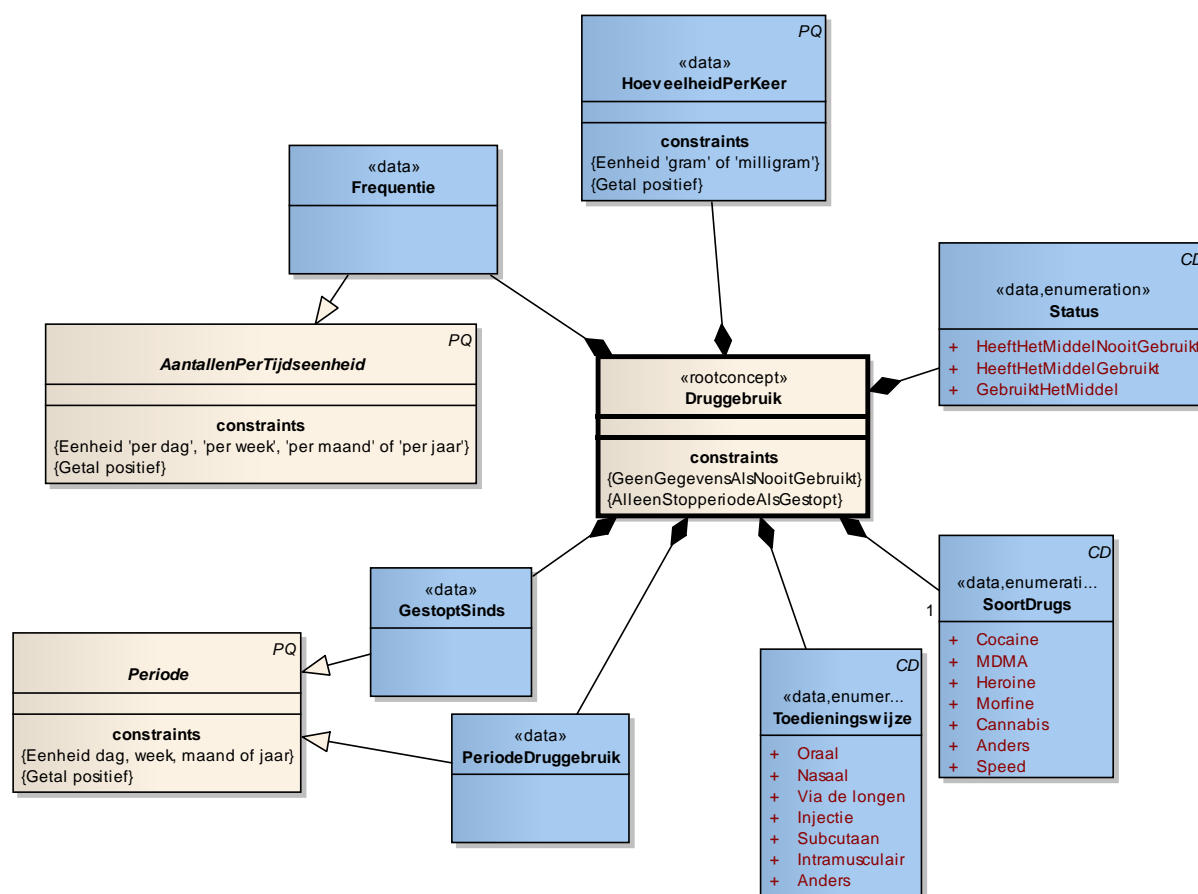 PQ
«data»
HoeveelheidPerKeer
constraints
{Eenheid 'gram' of 'milligram'}
{Getal positief}
«data»
Frequentie
CD
«data,enumeration»
Status
+ HeeftHetMiddelNooitGebruikt
+ HeeftHetMiddelGebruikt
+ GebruiktHetMiddel
PQ
AantallenPerTijdseenheid
constraints
{Eenheid 'per dag', 'per week', 'per maand' of 'per jaar'}
{Getal positief}
«rootconcept»
Druggebruik
constraints
{GeenGegevensAlsNooitGebruikt}
{AlleenStopperiodeAlsGestopt}
«data»
GestoptSinds
PQ
Periode
constraints
{Eenheid dag, week, maand of jaar}
{Getal positief}
«data»
PeriodeDruggebruik
CD
«data,enumer...
Toedieningswijze
+ Oraal
+ Nasaal
+ Via de longen
+ Injectie
+ Subcutaan
+ Intramusculair
+ Anders
1
CD
«data,enumerati...
SoortDrugs
+ Cocaine
+ MDMA
+ Heroine
+ Morfine
+ Cannabis
+ Anders
+ Speed